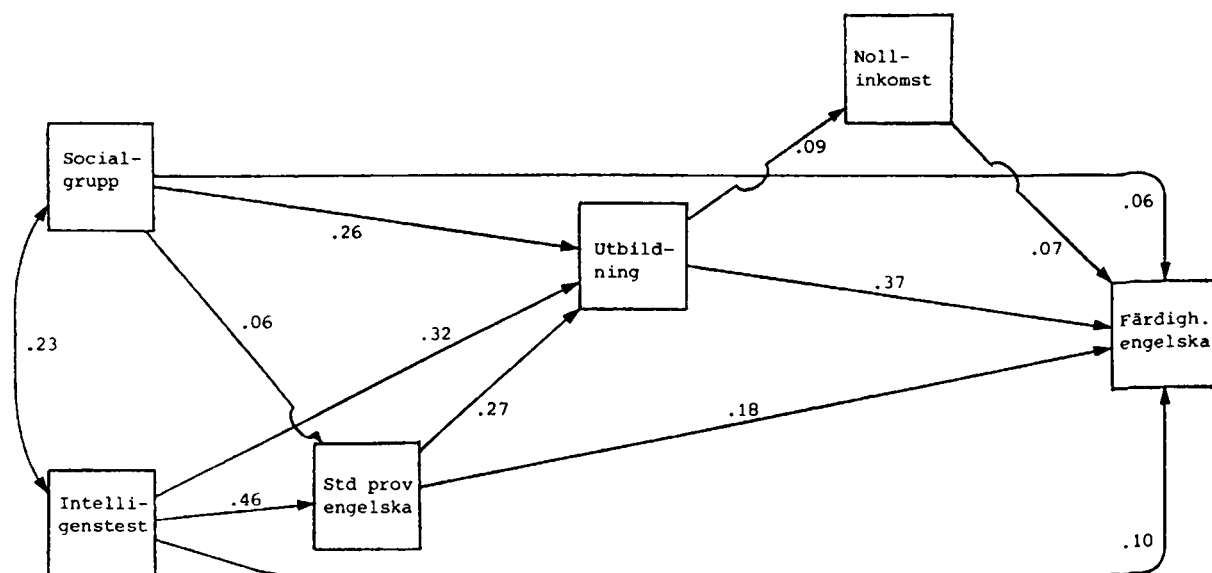 Noll-
inkomst
.09
Social-
grupp
.06
.26
Utbild-
ning
.07
.37
Färdigh.
engelska
.06
.32
.23
.27
.18
Std prov
engelska
Intelli-
genstest
.46
.10